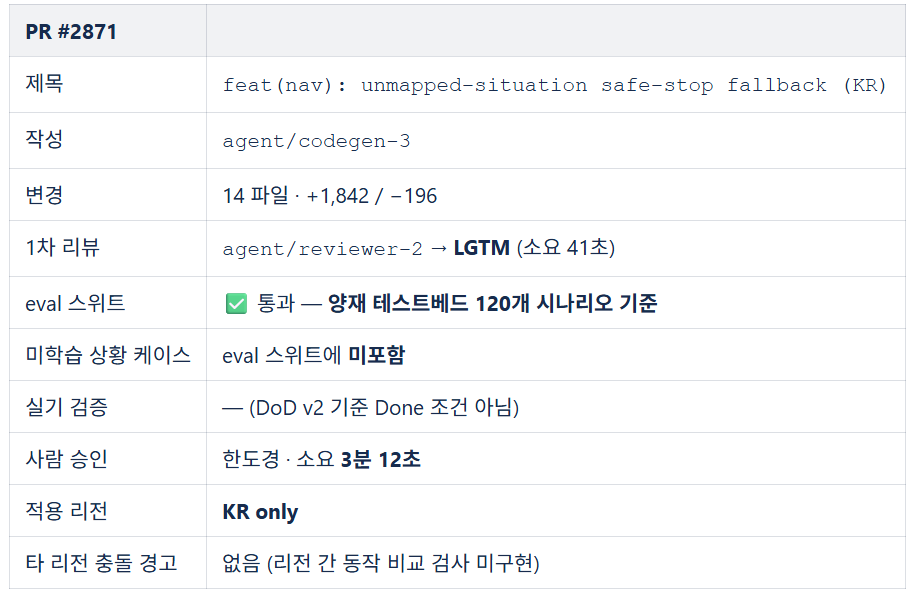 PR #2871
제목 feat(nav): unmapped-situation safe-stop fallback (KR)
작성 agent/codegen-3
변경 14 파일 · +1,842 / −196
1차 리뷰 agent/reviewer-2 → LGTM (소요 41초)
eval 스위트 ✅ 통과 — 양재 테스트베드 120개 시나리오 기준
미학습 상황 케이스 eval 스위트에 미포함
실기 검증 — (DoD v2 기준 Done 조건 아님)
사람 승인 한도경 · 소요 3분 12초
적용 리전 KR only
타 리전 충돌 경고 없음 (리전 간 동작 비교 검사 미구현)